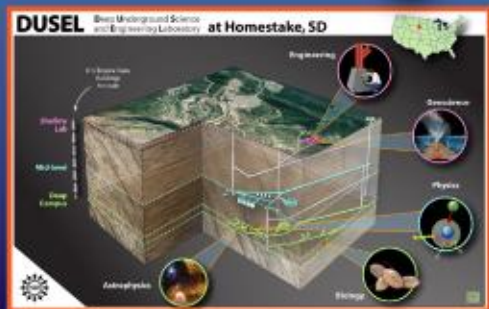 DUSEL Deep Underground Science
and Engineering Laboratory at Homestake, SD
Engineering
Geoscience
Shallow
Lab
Mid-level
Physics
Deep
Campus
Astrophysics
Biology